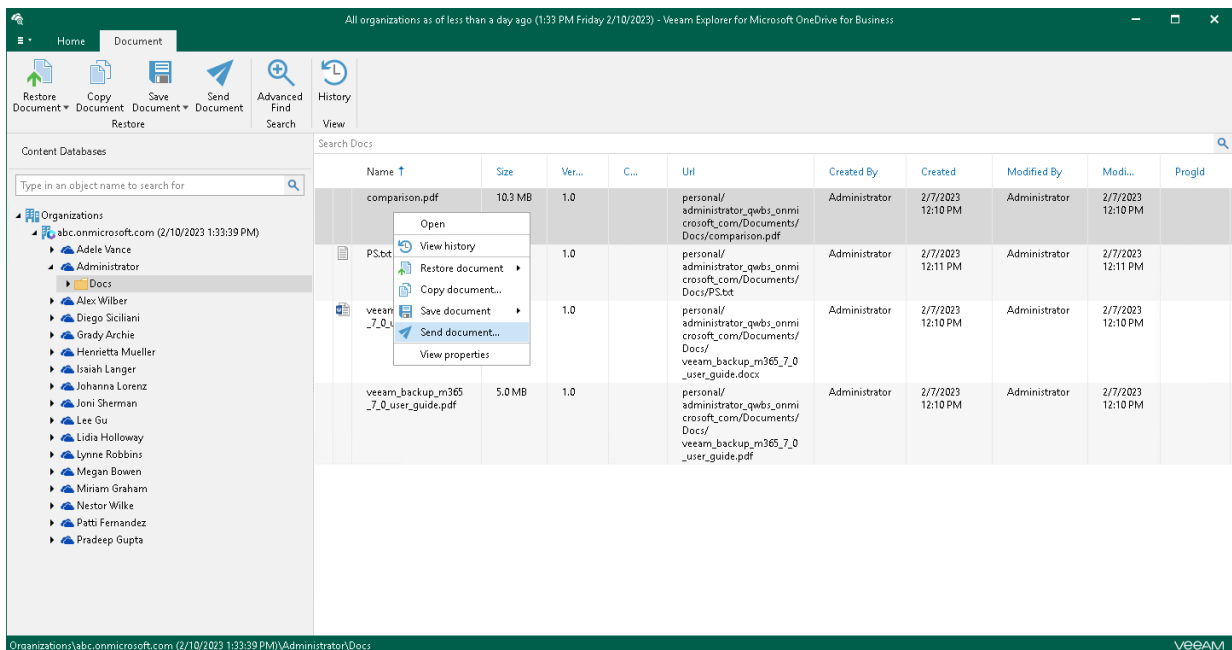 All organizations as of less than a day ago (1:33 PM Friday 2/10/2023) - Veeam Explorer for Microsoft OneDrive for Business
Home Document
Restore Document Copy Document Save Document Send Document Advanced Find History
Restore Search View
Content Databases
Type in an object name to search for
Organizations
abc.onmicrosoft.com (2/10/2023 1:33:39 PM)
Adele Vance
Administrator
Docs
Alex Wilber
Diego Siciliani
Grady Archie
Henrietta Mueller
Isaiah Langer
Johanna Lorenz
Joni Sherman
Lee Gu
Lidia Holloway
Lynne Robbins
Megan Bowen
Miriam Graham
Nestor Wilke
Patti Fernandez
Pradeep Gupta
Search Docs
Name Size Ver... C... Url Created By Created Modified By Modi... ProgId
comparison.pdf 10.3 MB 1.0 personal/ Administrator 2/7/2023 Administrator 2/7/2023
administrator_qwbs_onmi 12:10 PM 12:10 PM
crosoft_com/Documents/
Docs/comparison.pdf
PS.txt 1.0 personal/ Administrator 2/7/2023 Administrator 2/7/2023
administrator_qwbs_onmi 12:11 PM 12:11 PM
crosoft_com/Documents/
Docs/PS.txt
1.0 personal/ Administrator 2/7/2023 Administrator 2/7/2023
administrator_qwbs_onmi 12:10 PM 12:10 PM
crosoft_com/Documents/
Docs/
veeam_backup_m365_7_0
_user_guide.docx
veeam_backup_m365 5.0 MB 1.0 personal/ Administrator 2/7/2023 Administrator 2/7/2023
_7_0_user_guide.pdf administrator_qwbs_onmi 12:10 PM 12:10 PM
crosoft_com/Documents/
Docs/
veeam_backup_m365_7_0
_user_guide.pdf
Open
View history
Restore document
Copy document...
Save document
Send document...
View properties
Organizations\abc.onmicrosoft.com (2/10/2023 1:33:39 PM)\Administrator\Docs
veeAM